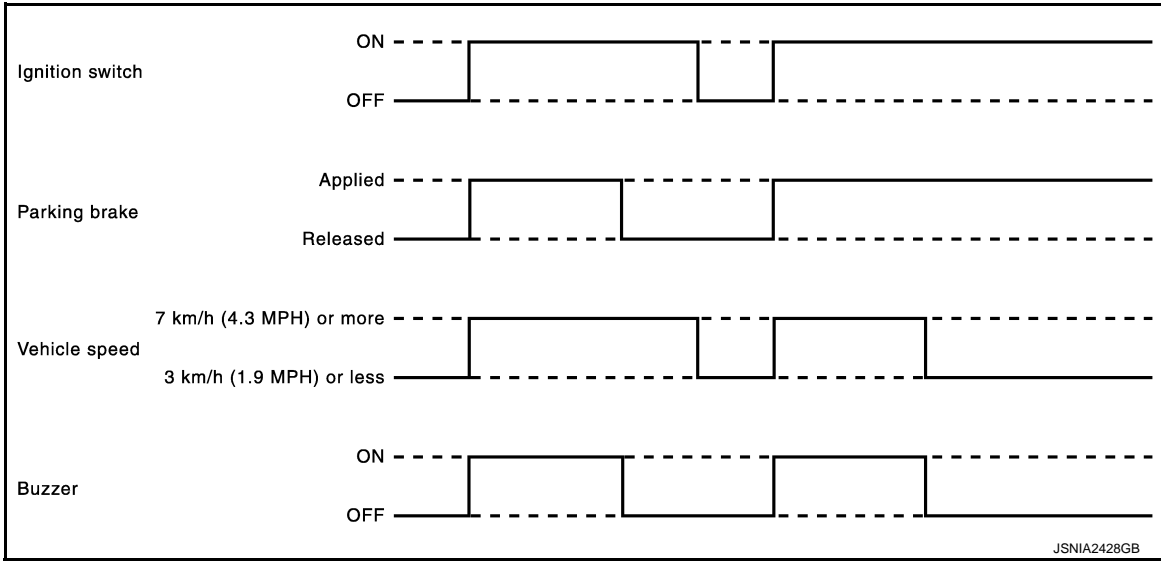 ON
Ignition switch
OFF
Applied
Parking brake
Released
7 km/h (4.3 MPH) or more
Vehicle speed
3 km/h (1.9 MPH) or less
ON
Buzzer
OFF
JSNIA2428GB